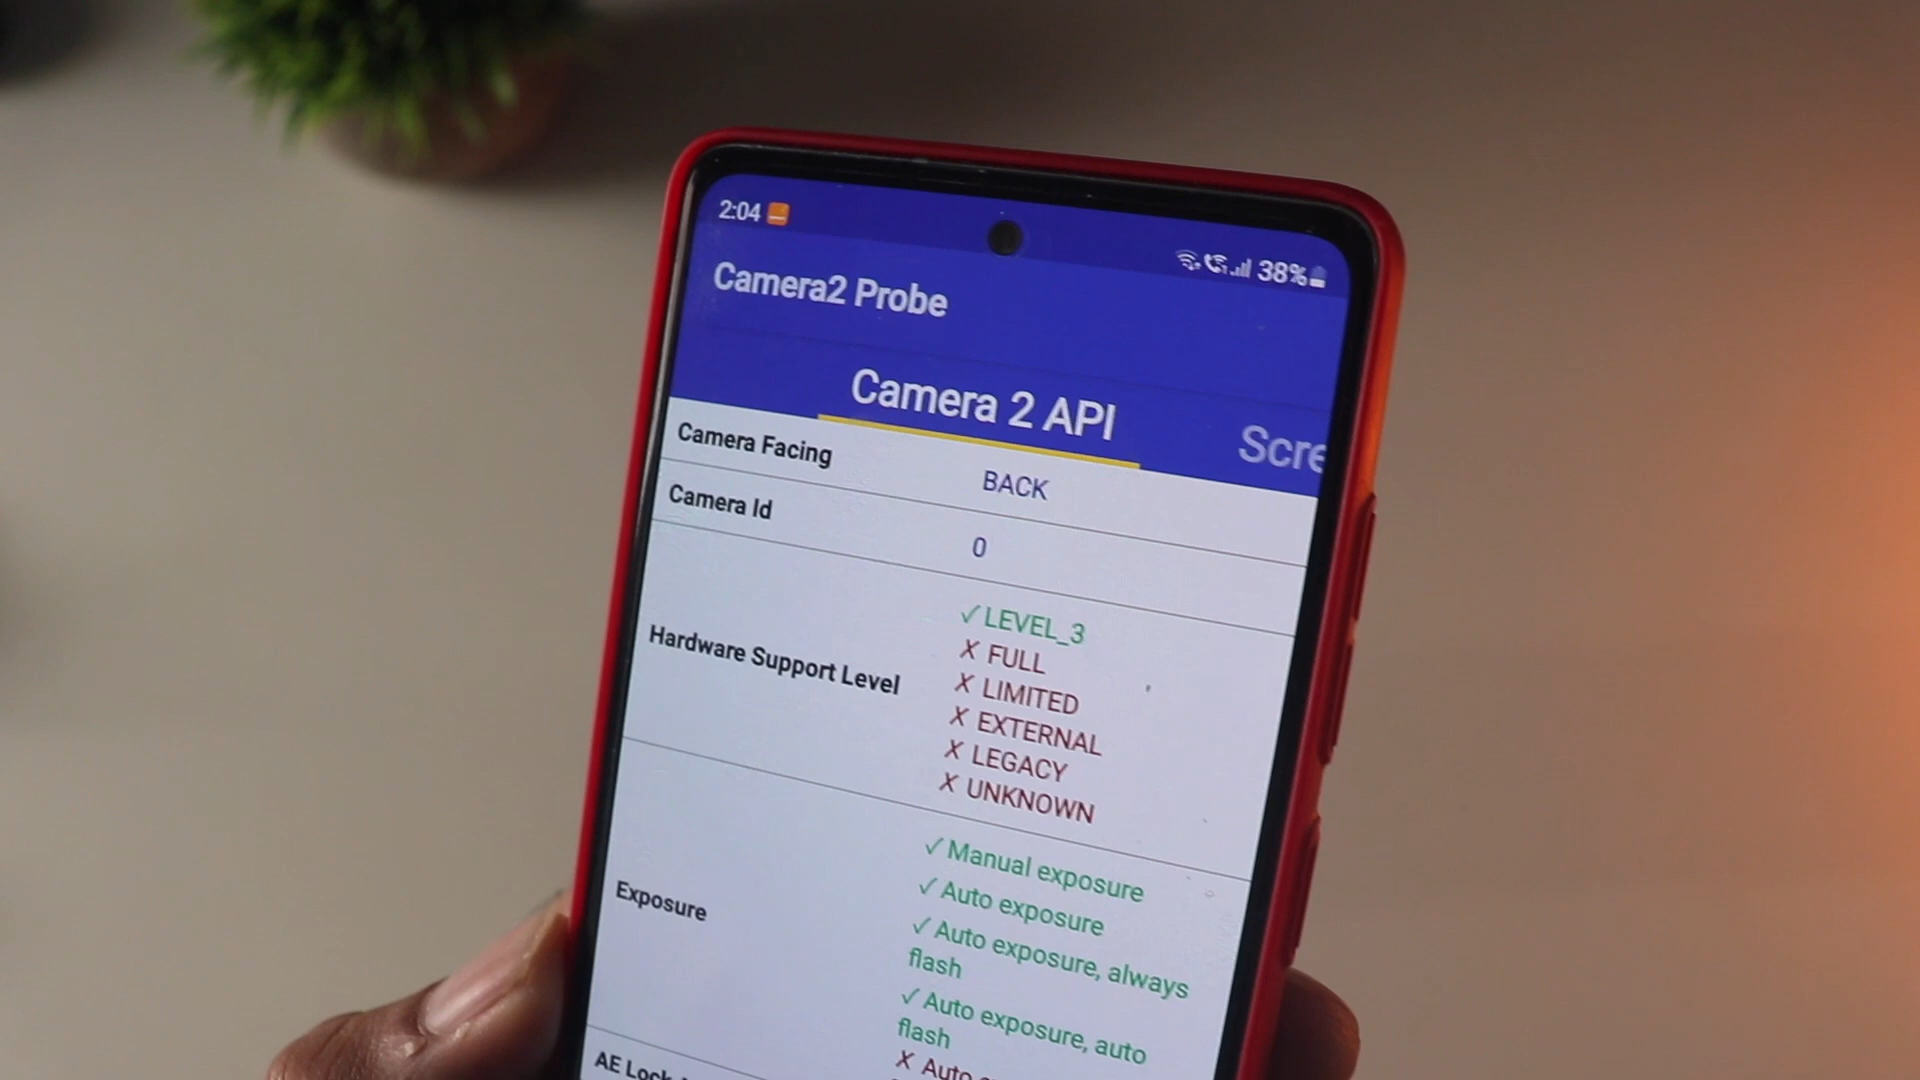 2:04
38%
Camera2 Probe
Camera 2 API
Scre
Camera Facing
BACK
Camera Id
0
Hardware Support Level
✓ LEVEL_3
✗ FULL
✗ LIMITED
✗ EXTERNAL
✗ LEGACY
✗ UNKNOWN
Exposure
✓ Manual exposure
✓ Auto exposure
✓ Auto exposure, always
flash
✓ Auto exposure, auto
flash
✗ Auto
AE Lock